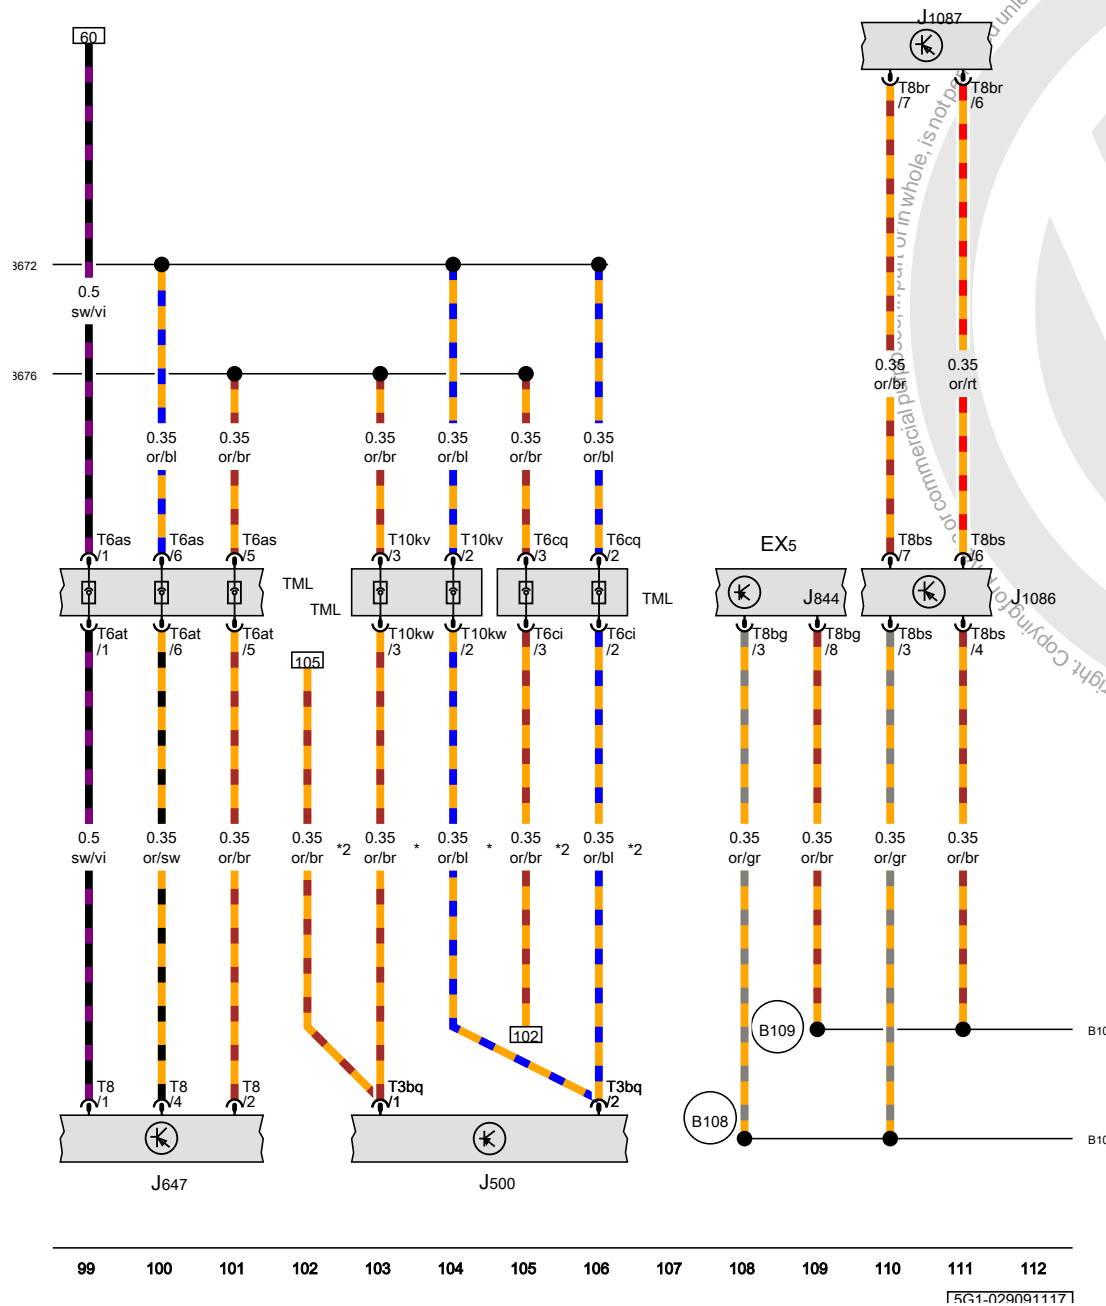 60
J1087
T8br
/7
T8br
/6
3672
0.5
sw/vi
3676
0.35
or/br
0.35
or/rt
0.35
or/bl
0.35
or/br
0.35
or/br
0.35
or/bl
0.35
or/br
0.35
or/bl
T6as
/1
T6as
/6
T6as
/5
T10kv
/3
T10kv
/2
T6cq
/3
T6cq
/2
EX5
T8bs
/7
T8bs
/6
TML
TML
TML
J844
J1086
T6at
/1
T6at
/6
T6at
/5
T10kw
/3
T10kw
/2
T6ci
/3
T6ci
/2
T8bg
/3
T8bg
/8
T8bs
/3
T8bs
/4
105
0.5
sw/vi
0.35
or/sw
0.35
or/br
0.35
or/br
*2
0.35
or/br
*
0.35
or/bl
*
0.35
or/br
*2
0.35
or/bl
*2
0.35
or/gr
0.35
or/br
0.35
or/gr
0.35
or/br
102
B109
B10
T8
/1
T8
/4
T8
/2
T3bq
/1
T3bq
/2
B108
B10
J647
J500
99 100 101 102 103 104 105 106 107 108 109 110 111 112
5G1-029091117